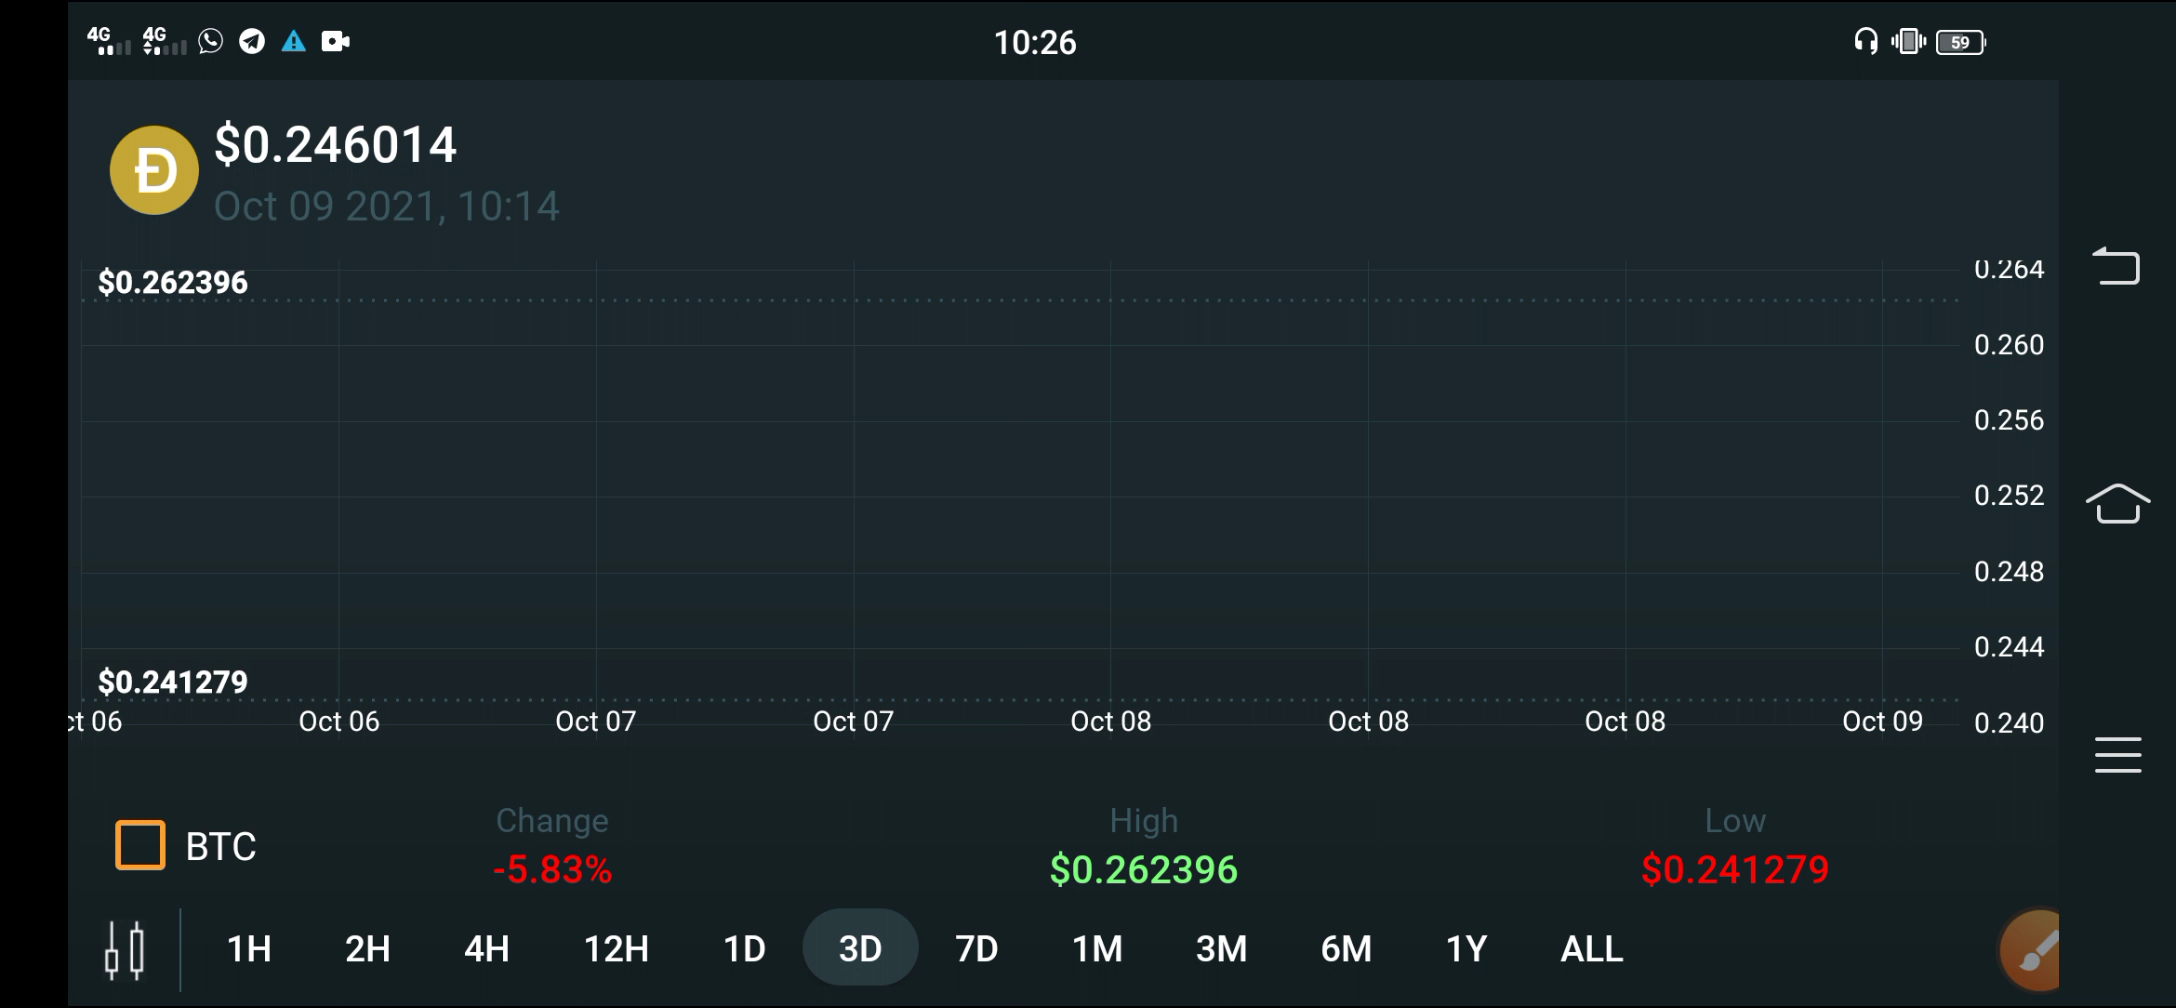 4G 4G 10:26 59
Ð $0.246014
Oct 09 2021, 10:14
$0.262396
0.264
0.260
0.256
0.252
0.248
0.244
$0.241279
ct 06 Oct 06 Oct 07 Oct 07 Oct 08 Oct 08 Oct 08 Oct 09 0.240
Change High Low
BTC -5.83% $0.262396 $0.241279
1H 2H 4H 12H 1D 3D 7D 1M 3M 6M 1Y ALL